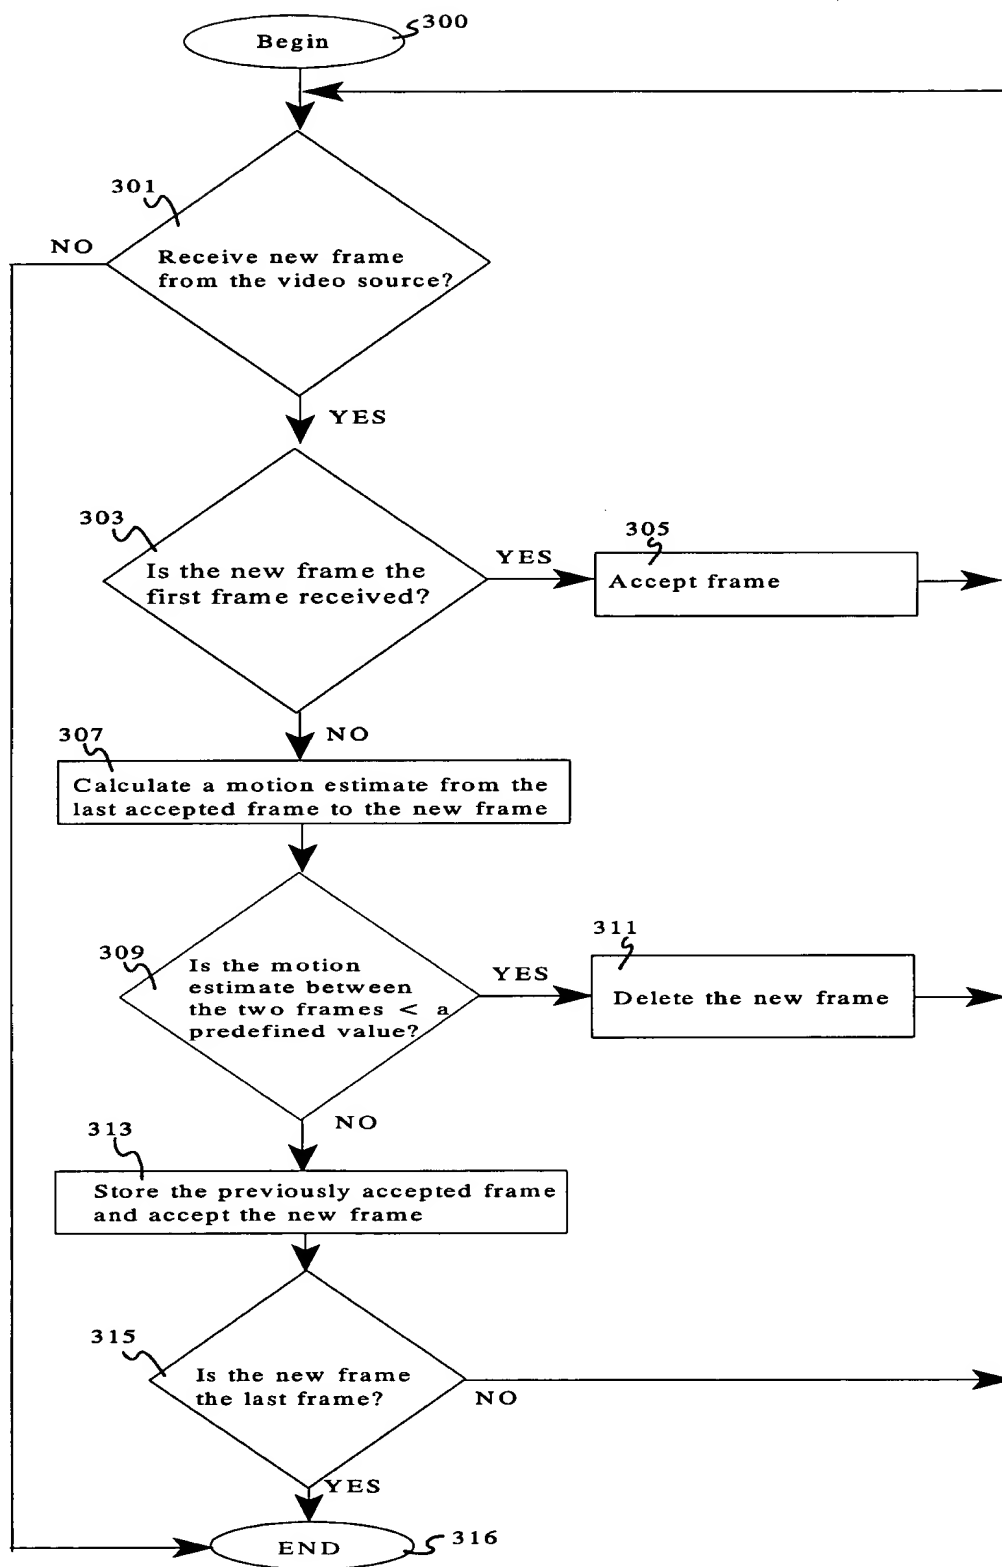 300
Begin
301
NO
Receive new frame
from the video source?
YES
303
305
YES
Is the new frame the
first frame received?
Accept frame
NO
307
Calculate a motion estimate from the
last accepted frame to the new frame
309
311
Is the motion
estimate between
the two frames < a
predefined value?
YES
Delete the new frame
NO
313
Store the previously accepted frame
and accept the new frame
315
Is the new frame
the last frame?
NO
YES
END
316